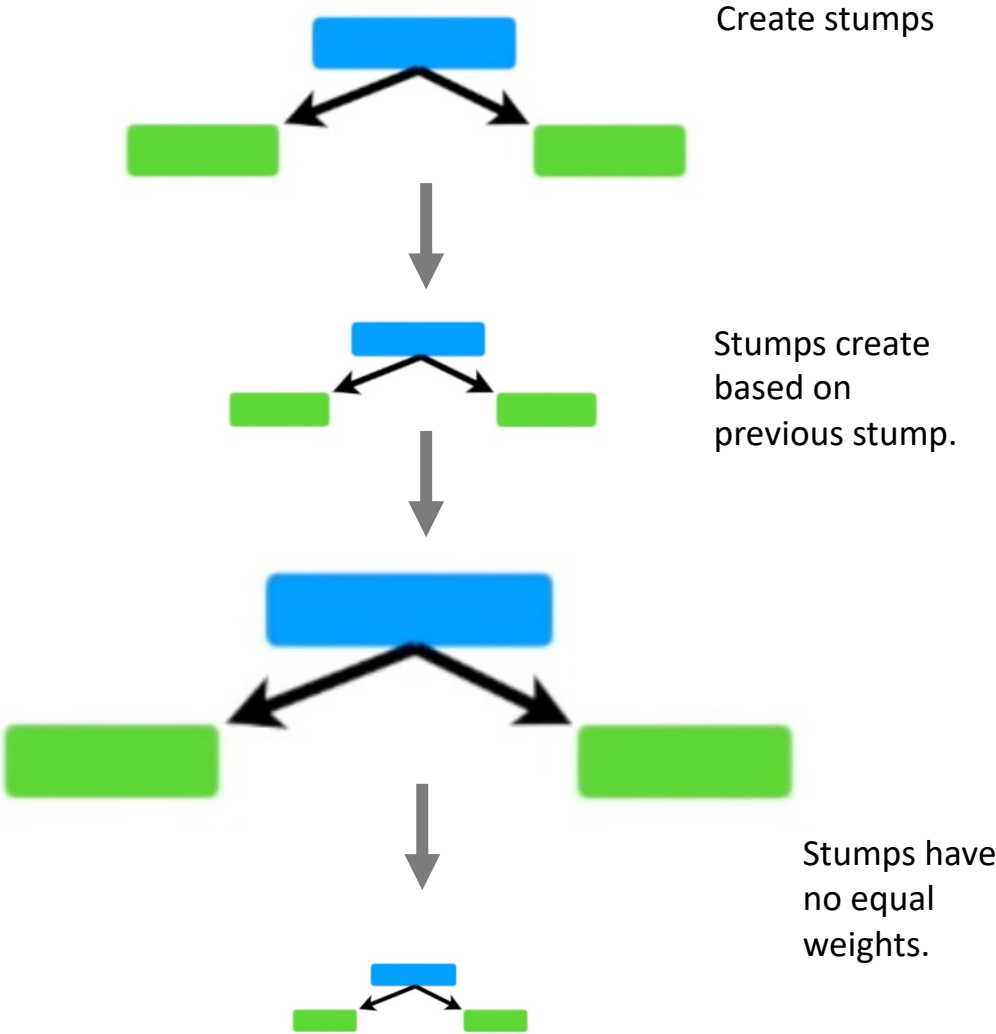 Create stumps
Stumps create
based on
previous stump.
Stumps have
no equal
weights.